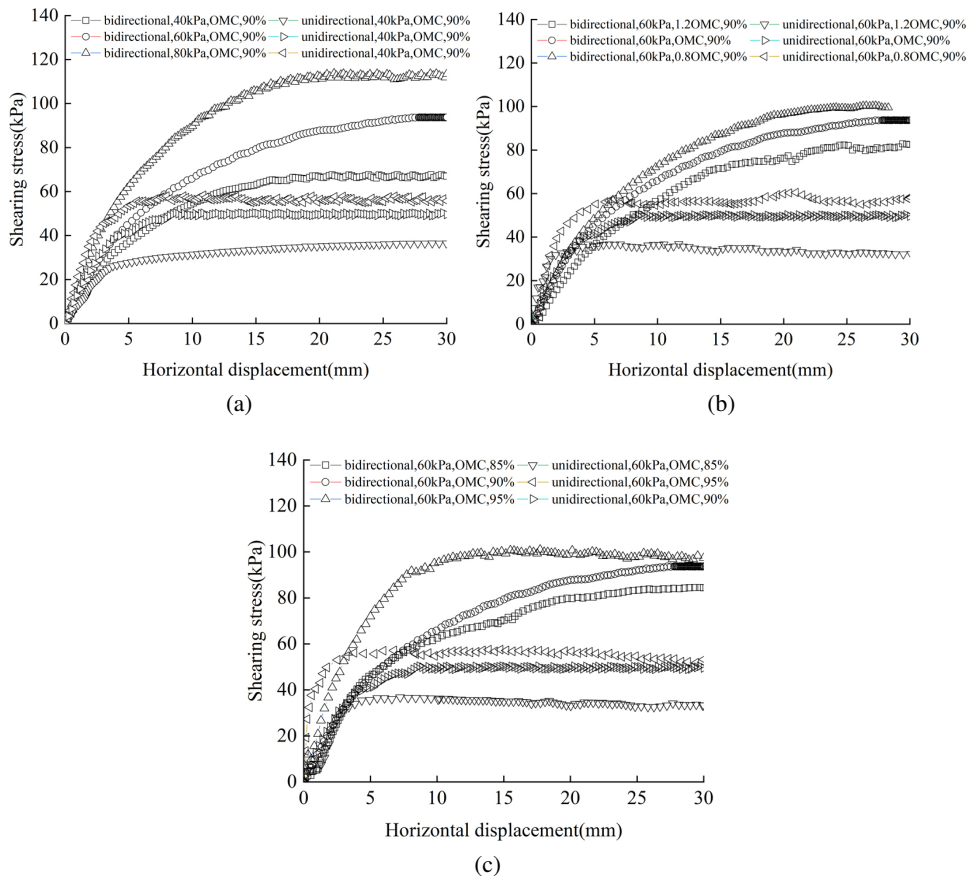 bidirectional,40kPa,OMC,90% unidirectional,40kPa,OMC,90%
bidirectional,60kPa,OMC,90% unidirectional,40kPa,OMC,90%
bidirectional,80kPa,OMC,90% unidirectional,40kPa,OMC,90%
140
120
100
80
60
40
20
0
Shearing stress(kPa)
0 5 10 15 20 25 30
Horizontal displacement(mm)
(a)
bidirectional,60kPa,1.2OMC,90% unidirectional,60kPa,1.2OMC,90%
bidirectional,60kPa,OMC,90% unidirectional,60kPa,OMC,90%
bidirectional,60kPa,0.8OMC,90% unidirectional,60kPa,0.8OMC,90%
140
120
100
80
60
40
20
0
Shearing stress(kPa)
0 5 10 15 20 25 30
Horizontal displacement(mm)
(b)
bidirectional,60kPa,OMC,85% unidirectional,60kPa,OMC,85%
bidirectional,60kPa,OMC,90% unidirectional,60kPa,OMC,95%
bidirectional,60kPa,OMC,95% unidirectional,60kPa,OMC,90%
140
120
100
80
60
40
20
0
Shearing stress(kPa)
0 5 10 15 20 25 30
Horizontal displacement(mm)
(c)